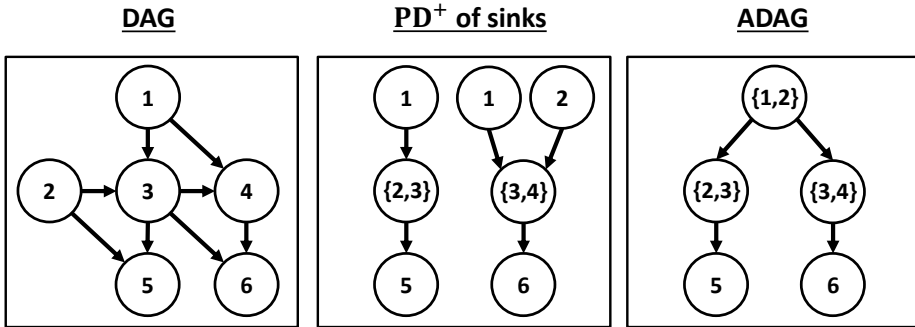 DAG
PD⁺ of sinks
ADAG
1
2 3 4
5 6
1 1 2
{2,3} {3,4}
5 6
{1,2}
{2,3} {3,4}
5 6